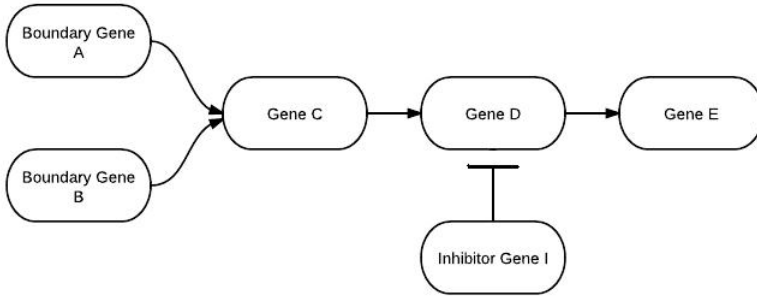 Boundary Gene
A
Gene C
Gene D
Gene E
Boundary Gene
B
Inhibitor Gene I